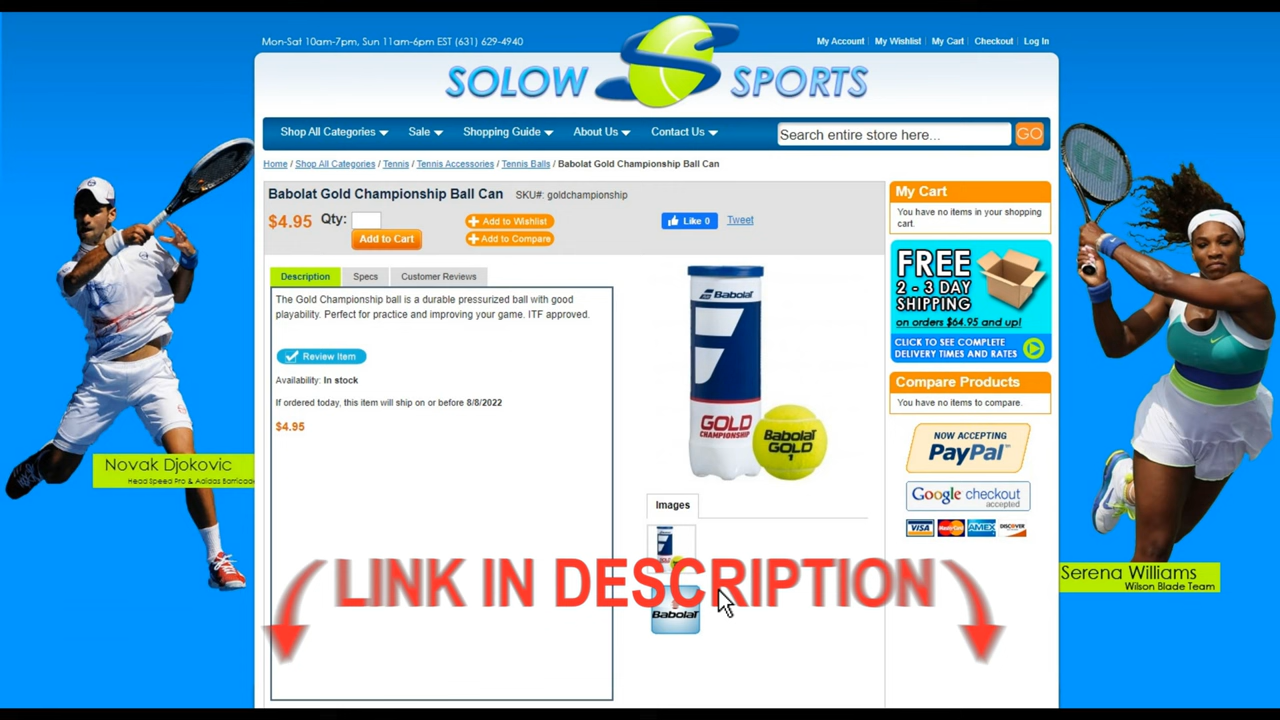 Mon-Sat 10am-7pm, Sun 11am-6pm EST (631) 629-4940
My Account My Wishlist My Cart Checkout Log In
SOLOW S SPORTS
Shop All Categories Sale Shopping Guide About Us Contact Us Search entire store here... GO
Home / Shop All Categories / Tennis / Tennis Accessories / Tennis Balls / Babolat Gold Championship Ball Can
Babolat Gold Championship Ball Can SKU#: goldchampionship
$4.95 Qty:
Add to Cart
Add to Wishlist
Add to Compare
Like 0 Tweet
Description Specs Customer Reviews
The Gold Championship ball is a durable pressurized ball with good
playability. Perfect for practice and improving your game. ITF approved.
Review Item
Availability: In stock
If ordered today, this item will ship on or before 8/8/2022
$4.95
Babolat
GOLD
CHAMPIONSHIP
Babolat
GOLD
1
Images
Babolat
My Cart
You have no items in your shopping
cart.
FREE
2 - 3 DAY
SHIPPING
on orders $64.95 and up!
CLICK TO SEE COMPLETE
DELIVERY TIMES AND RATES
Compare Products
You have no items to compare.
NOW ACCEPTING
PayPal
Google checkout
accepted
VISA MasterCard AMEX DISCOVER
Novak Djokovic
Head Speed Pro & Adidas Barricade
Serena Williams
Wilson Blade Team
LINK IN DESCRIPTION